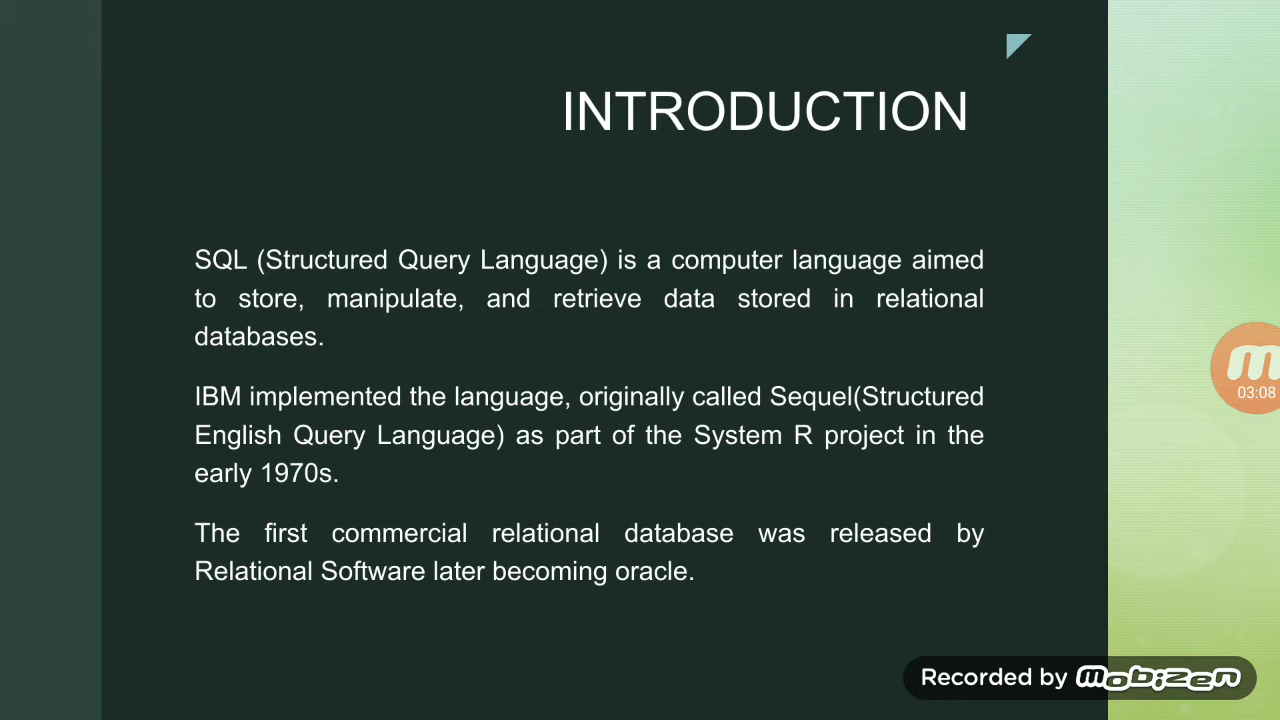 INTRODUCTION
SQL (Structured Query Language) is a computer language aimed
to store, manipulate, and retrieve data stored in relational
databases.
IBM implemented the language, originally called Sequel(Structured
English Query Language) as part of the System R project in the
early 1970s.
The first commercial relational database was released by
Relational Software later becoming oracle.
03:08
Recorded by mobizen